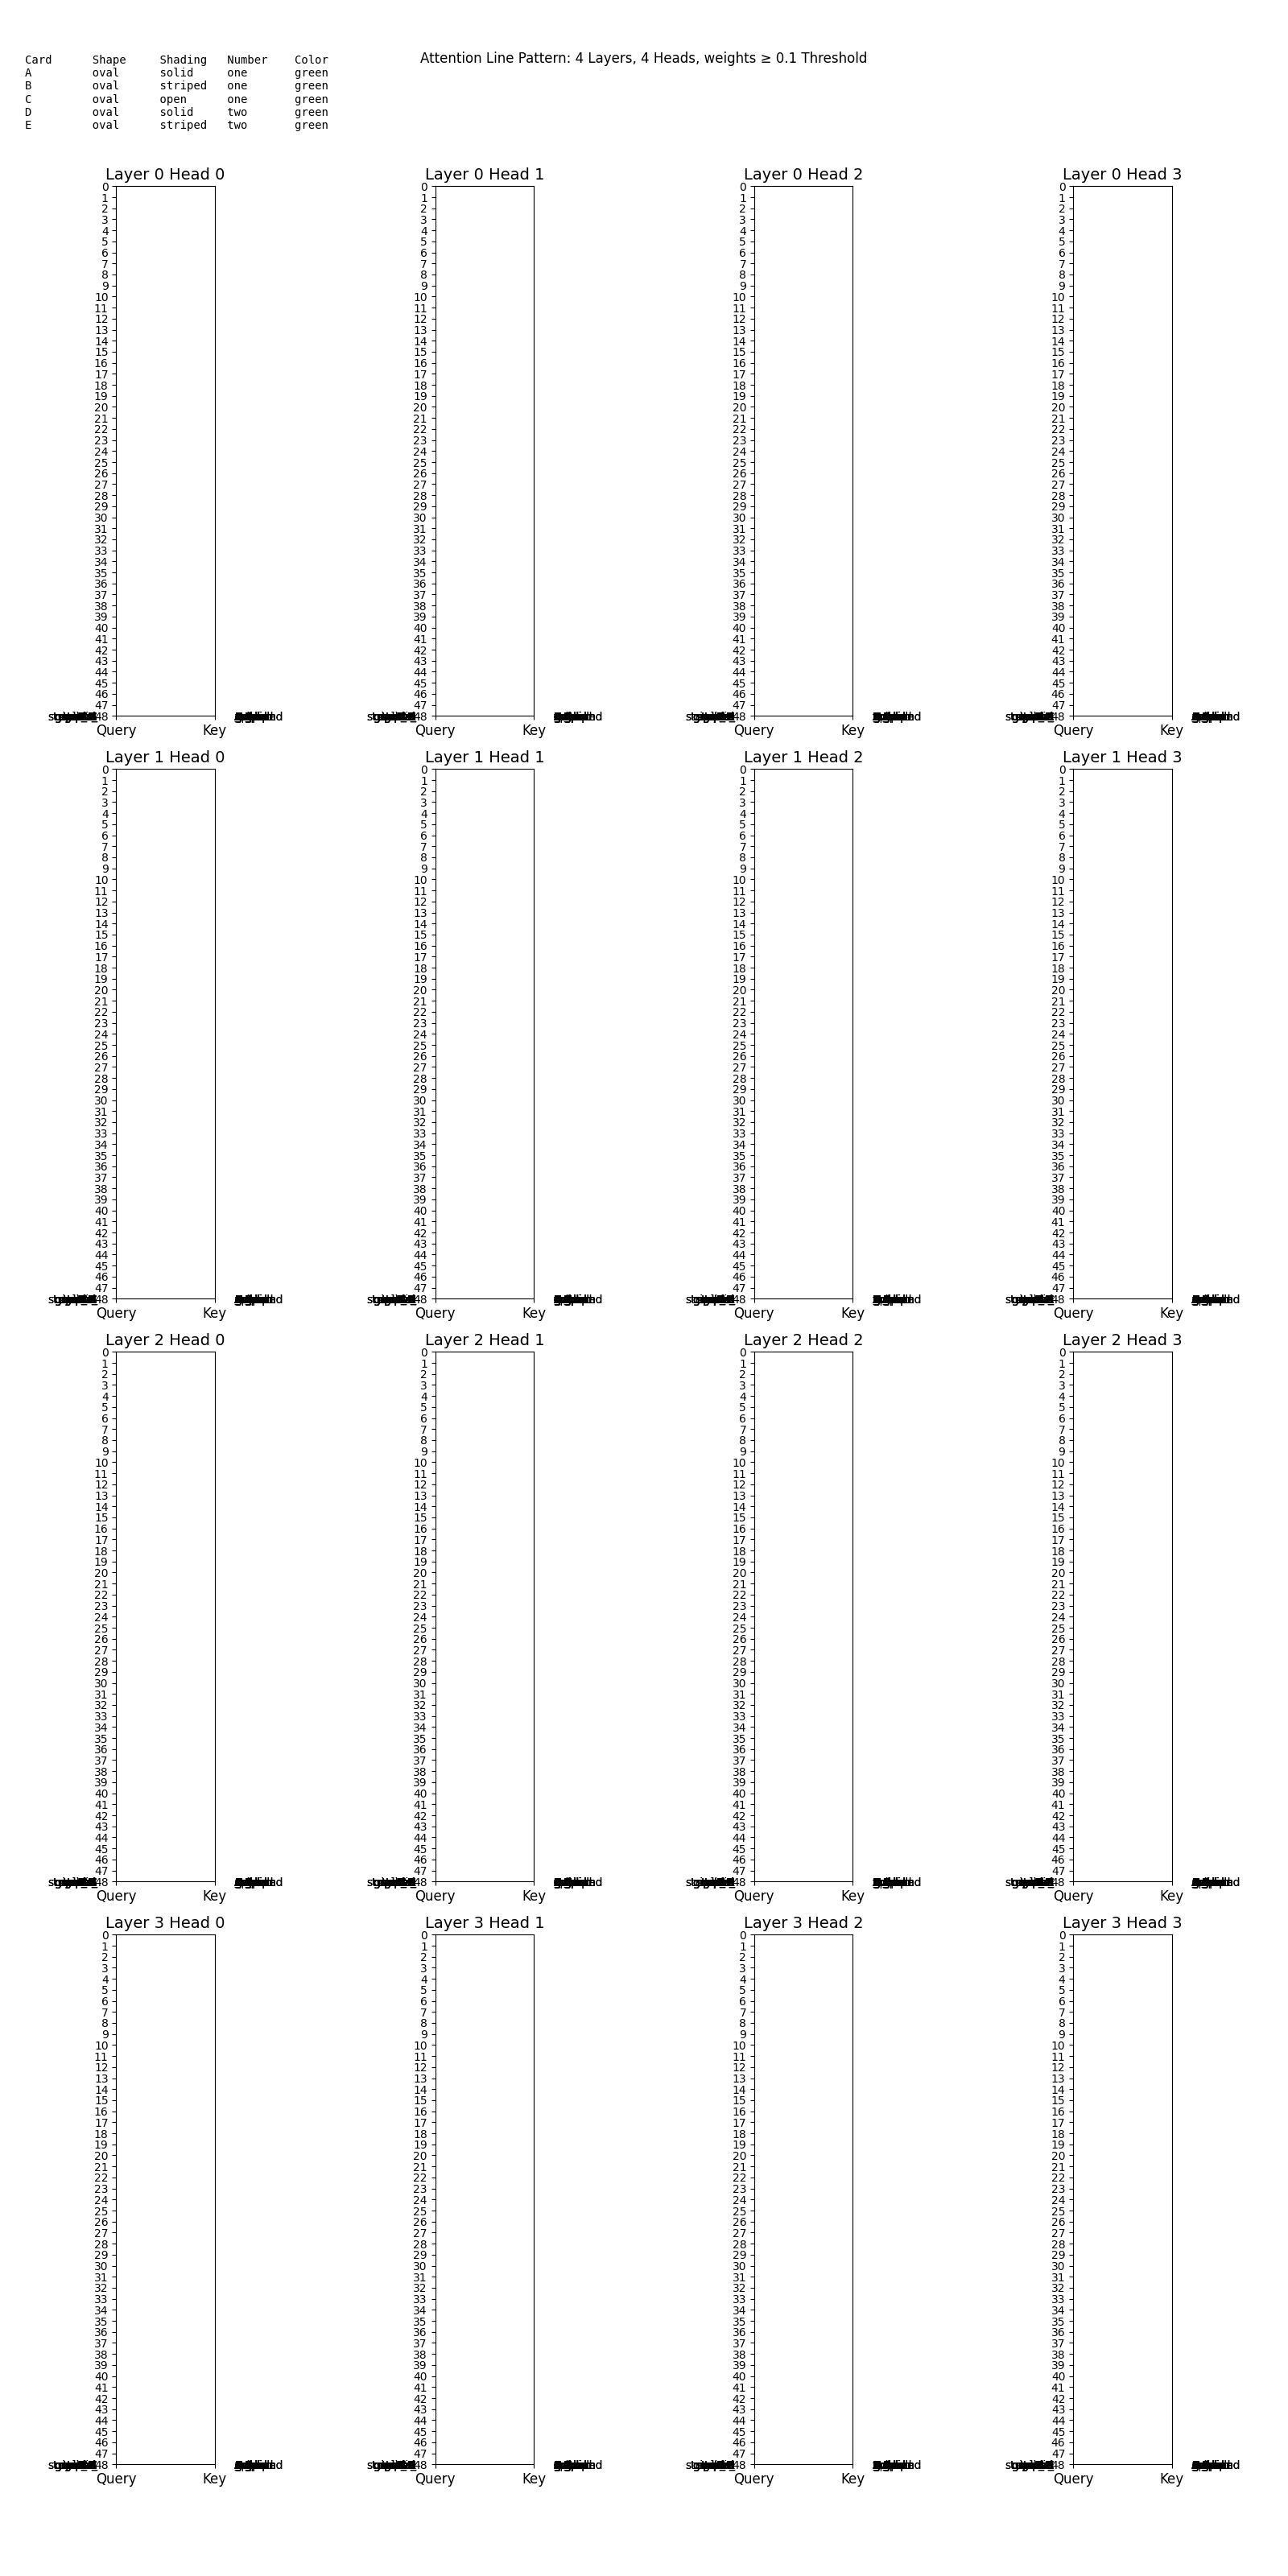 Attention Line Pattern: 4 Layers, 4 Heads, weights ≥ 0.1 Threshold
Card Shape Shading Number Color
A oval solid one green
B oval striped one green
C oval open one green
D oval solid two green
E oval striped two green
Layer 0 Head 0 Layer 0 Head 1 Layer 0 Head 2 Layer 0 Head 3
0 0 0 0
1 1 1 1
2 2 2 2
3 3 3 3
4 4 4 4
5 5 5 5
6 6 6 6
7 7 7 7
8 8 8 8
9 9 9 9
10 10 10 10
11 11 11 11
12 12 12 12
13 13 13 13
14 14 14 14
15 15 15 15
16 16 16 16
17 17 17 17
18 18 18 18
19 19 19 19
20 20 20 20
21 21 21 21
22 22 22 22
23 23 23 23
24 24 24 24
25 25 25 25
26 26 26 26
27 27 27 27
28 28 28 28
29 29 29 29
30 30 30 30
31 31 31 31
32 32 32 32
33 33 33 33
34 34 34 34
35 35 35 35
36 36 36 36
37 37 37 37
38 38 38 38
39 39 39 39
40 40 40 40
41 41 41 41
42 42 42 42
43 43 43 43
44 44 44 44
45 45 45 45
46 46 46 46
47 47 47 47
48 48 48 48
Query Key Query Key Query Key Query Key
Layer 1 Head 0 Layer 1 Head 1 Layer 1 Head 2 Layer 1 Head 3
0 0 0 0
1 1 1 1
2 2 2 2
3 3 3 3
4 4 4 4
5 5 5 5
6 6 6 6
7 7 7 7
8 8 8 8
9 9 9 9
10 10 10 10
11 11 11 11
12 12 12 12
13 13 13 13
14 14 14 14
15 15 15 15
16 16 16 16
17 17 17 17
18 18 18 18
19 19 19 19
20 20 20 20
21 21 21 21
22 22 22 22
23 23 23 23
24 24 24 24
25 25 25 25
26 26 26 26
27 27 27 27
28 28 28 28
29 29 29 29
30 30 30 30
31 31 31 31
32 32 32 32
33 33 33 33
34 34 34 34
35 35 35 35
36 36 36 36
37 37 37 37
38 38 38 38
39 39 39 39
40 40 40 40
41 41 41 41
42 42 42 42
43 43 43 43
44 44 44 44
45 45 45 45
46 46 46 46
47 47 47 47
48 48 48 48
Query Key Query Key Query Key Query Key
Layer 2 Head 0 Layer 2 Head 1 Layer 2 Head 2 Layer 2 Head 3
0 0 0 0
1 1 1 1
2 2 2 2
3 3 3 3
4 4 4 4
5 5 5 5
6 6 6 6
7 7 7 7
8 8 8 8
9 9 9 9
10 10 10 10
11 11 11 11
12 12 12 12
13 13 13 13
14 14 14 14
15 15 15 15
16 16 16 16
17 17 17 17
18 18 18 18
19 19 19 19
20 20 20 20
21 21 21 21
22 22 22 22
23 23 23 23
24 24 24 24
25 25 25 25
26 26 26 26
27 27 27 27
28 28 28 28
29 29 29 29
30 30 30 30
31 31 31 31
32 32 32 32
33 33 33 33
34 34 34 34
35 35 35 35
36 36 36 36
37 37 37 37
38 38 38 38
39 39 39 39
40 40 40 40
41 41 41 41
42 42 42 42
43 43 43 43
44 44 44 44
45 45 45 45
46 46 46 46
47 47 47 47
48 48 48 48
Query Key Query Key Query Key Query Key
Layer 3 Head 0 Layer 3 Head 1 Layer 3 Head 2 Layer 3 Head 3
0 0 0 0
1 1 1 1
2 2 2 2
3 3 3 3
4 4 4 4
5 5 5 5
6 6 6 6
7 7 7 7
8 8 8 8
9 9 9 9
10 10 10 10
11 11 11 11
12 12 12 12
13 13 13 13
14 14 14 14
15 15 15 15
16 16 16 16
17 17 17 17
18 18 18 18
19 19 19 19
20 20 20 20
21 21 21 21
22 22 22 22
23 23 23 23
24 24 24 24
25 25 25 25
26 26 26 26
27 27 27 27
28 28 28 28
29 29 29 29
30 30 30 30
31 31 31 31
32 32 32 32
33 33 33 33
34 34 34 34
35 35 35 35
36 36 36 36
37 37 37 37
38 38 38 38
39 39 39 39
40 40 40 40
41 41 41 41
42 42 42 42
43 43 43 43
44 44 44 44
45 45 45 45
46 46 46 46
47 47 47 47
48 48 48 48
Query Key Query Key Query Key Query Key